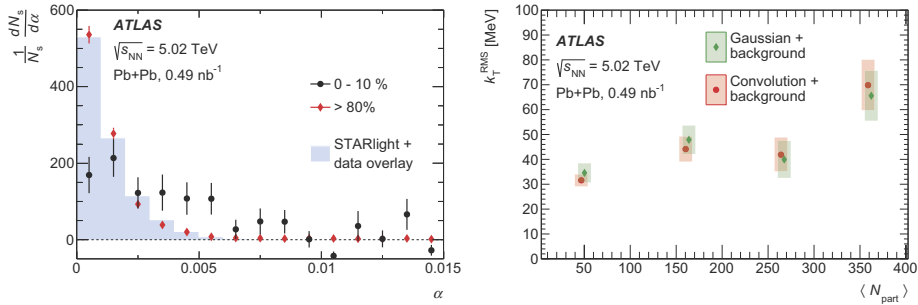 1/N_s dN_s/dα
600
400
200
0
ATLAS
√s_NN = 5.02 TeV
Pb+Pb, 0.49 nb⁻¹
0 - 10 %
> 80%
STARlight +
data overlay
0 0.005 0.01 0.015
α
k_T^RMS [MeV]
100
90
80
70
60
50
40
30
20
10
0
ATLAS
√s_NN = 5.02 TeV
Pb+Pb, 0.49 nb⁻¹
Gaussian +
background
Convolution +
background
50 100 150 200 250 300 350 400
⟨ N_part ⟩